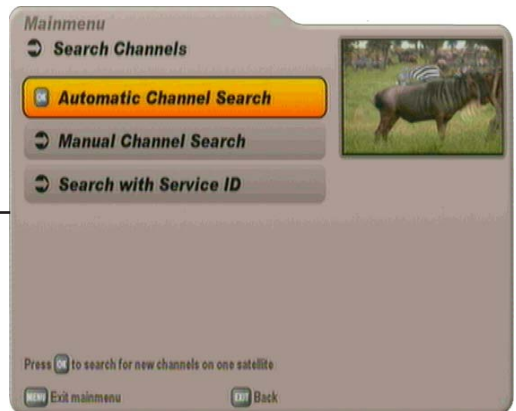 Mainmenu
Search Channels
OK Automatic Channel Search
Manual Channel Search
Search with Service ID
Press OK to search for new channels on one satellite
MENU Exit mainmenu EXIT Back